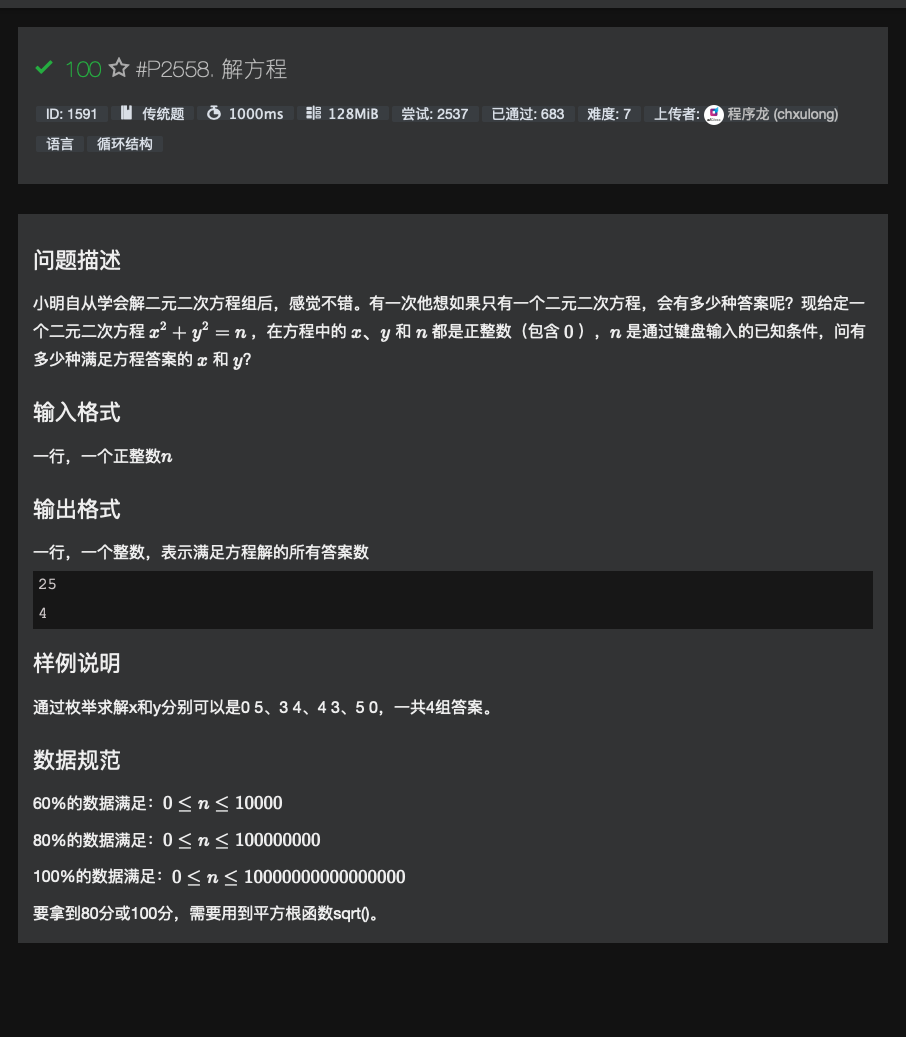 100 #P2558. 解方程
ID: 1591 传统题 1000ms 128MiB 尝试: 2537 已通过: 683 难度: 7 上传者: 程序龙 (chxulong)
语言 循环结构
问题描述
小明自从学会解二元二次方程组后，感觉不错。有一次他想如果只有一个二元二次方程，会有多少种答案呢？现给定一
个二元二次方程 x² + y² = n ，在方程中的 x、y 和 n 都是正整数（包含 0 ），n 是通过键盘输入的已知条件，问有
多少种满足方程答案的 x 和 y?
输入格式
一行，一个正整数n
输出格式
一行，一个整数，表示满足方程解的所有答案数
25
4
样例说明
通过枚举求解x和y分别可以是0 5、3 4、4 3、5 0，一共4组答案。
数据规范
60%的数据满足：0 ≤ n ≤ 10000
80%的数据满足：0 ≤ n ≤ 100000000
100%的数据满足：0 ≤ n ≤ 10000000000000000
要拿到80分或100分，需要用到平方根函数sqrt()。